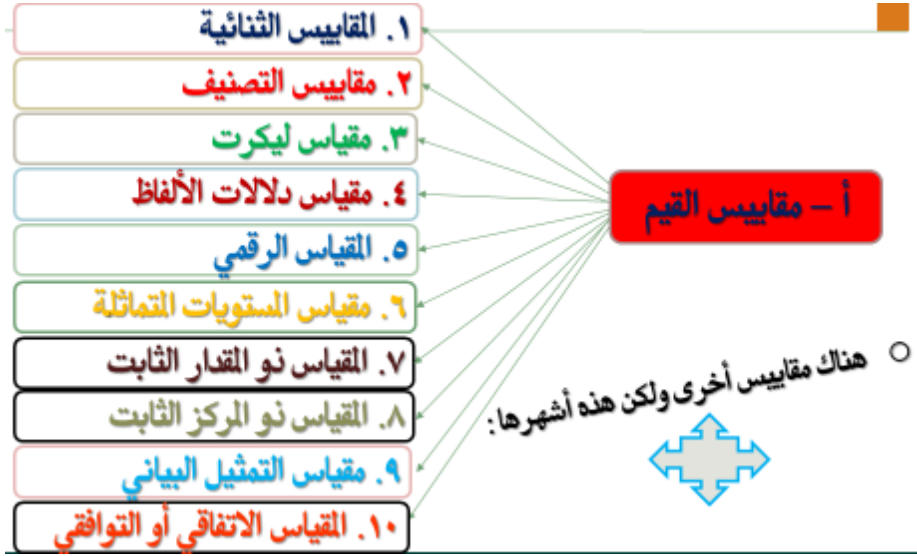 أ – مقاييس القيم
١. المقاييس الثنائية
٢. مقاييس التصنيف
٣. مقياس ليكرت
٤. مقياس دلالات الألفاظ
٥. المقياس الرقمي
٦. مقياس المستويات المتماثلة
٧. المقياس ذو المقدار الثابت
٨. المقياس ذو المركز الثابت
٩. مقياس التمثيل البياني
١٠. المقياس الاتفاقي أو التوافقي
هناك مقاييس أخرى ولكن هذه أشهرها :